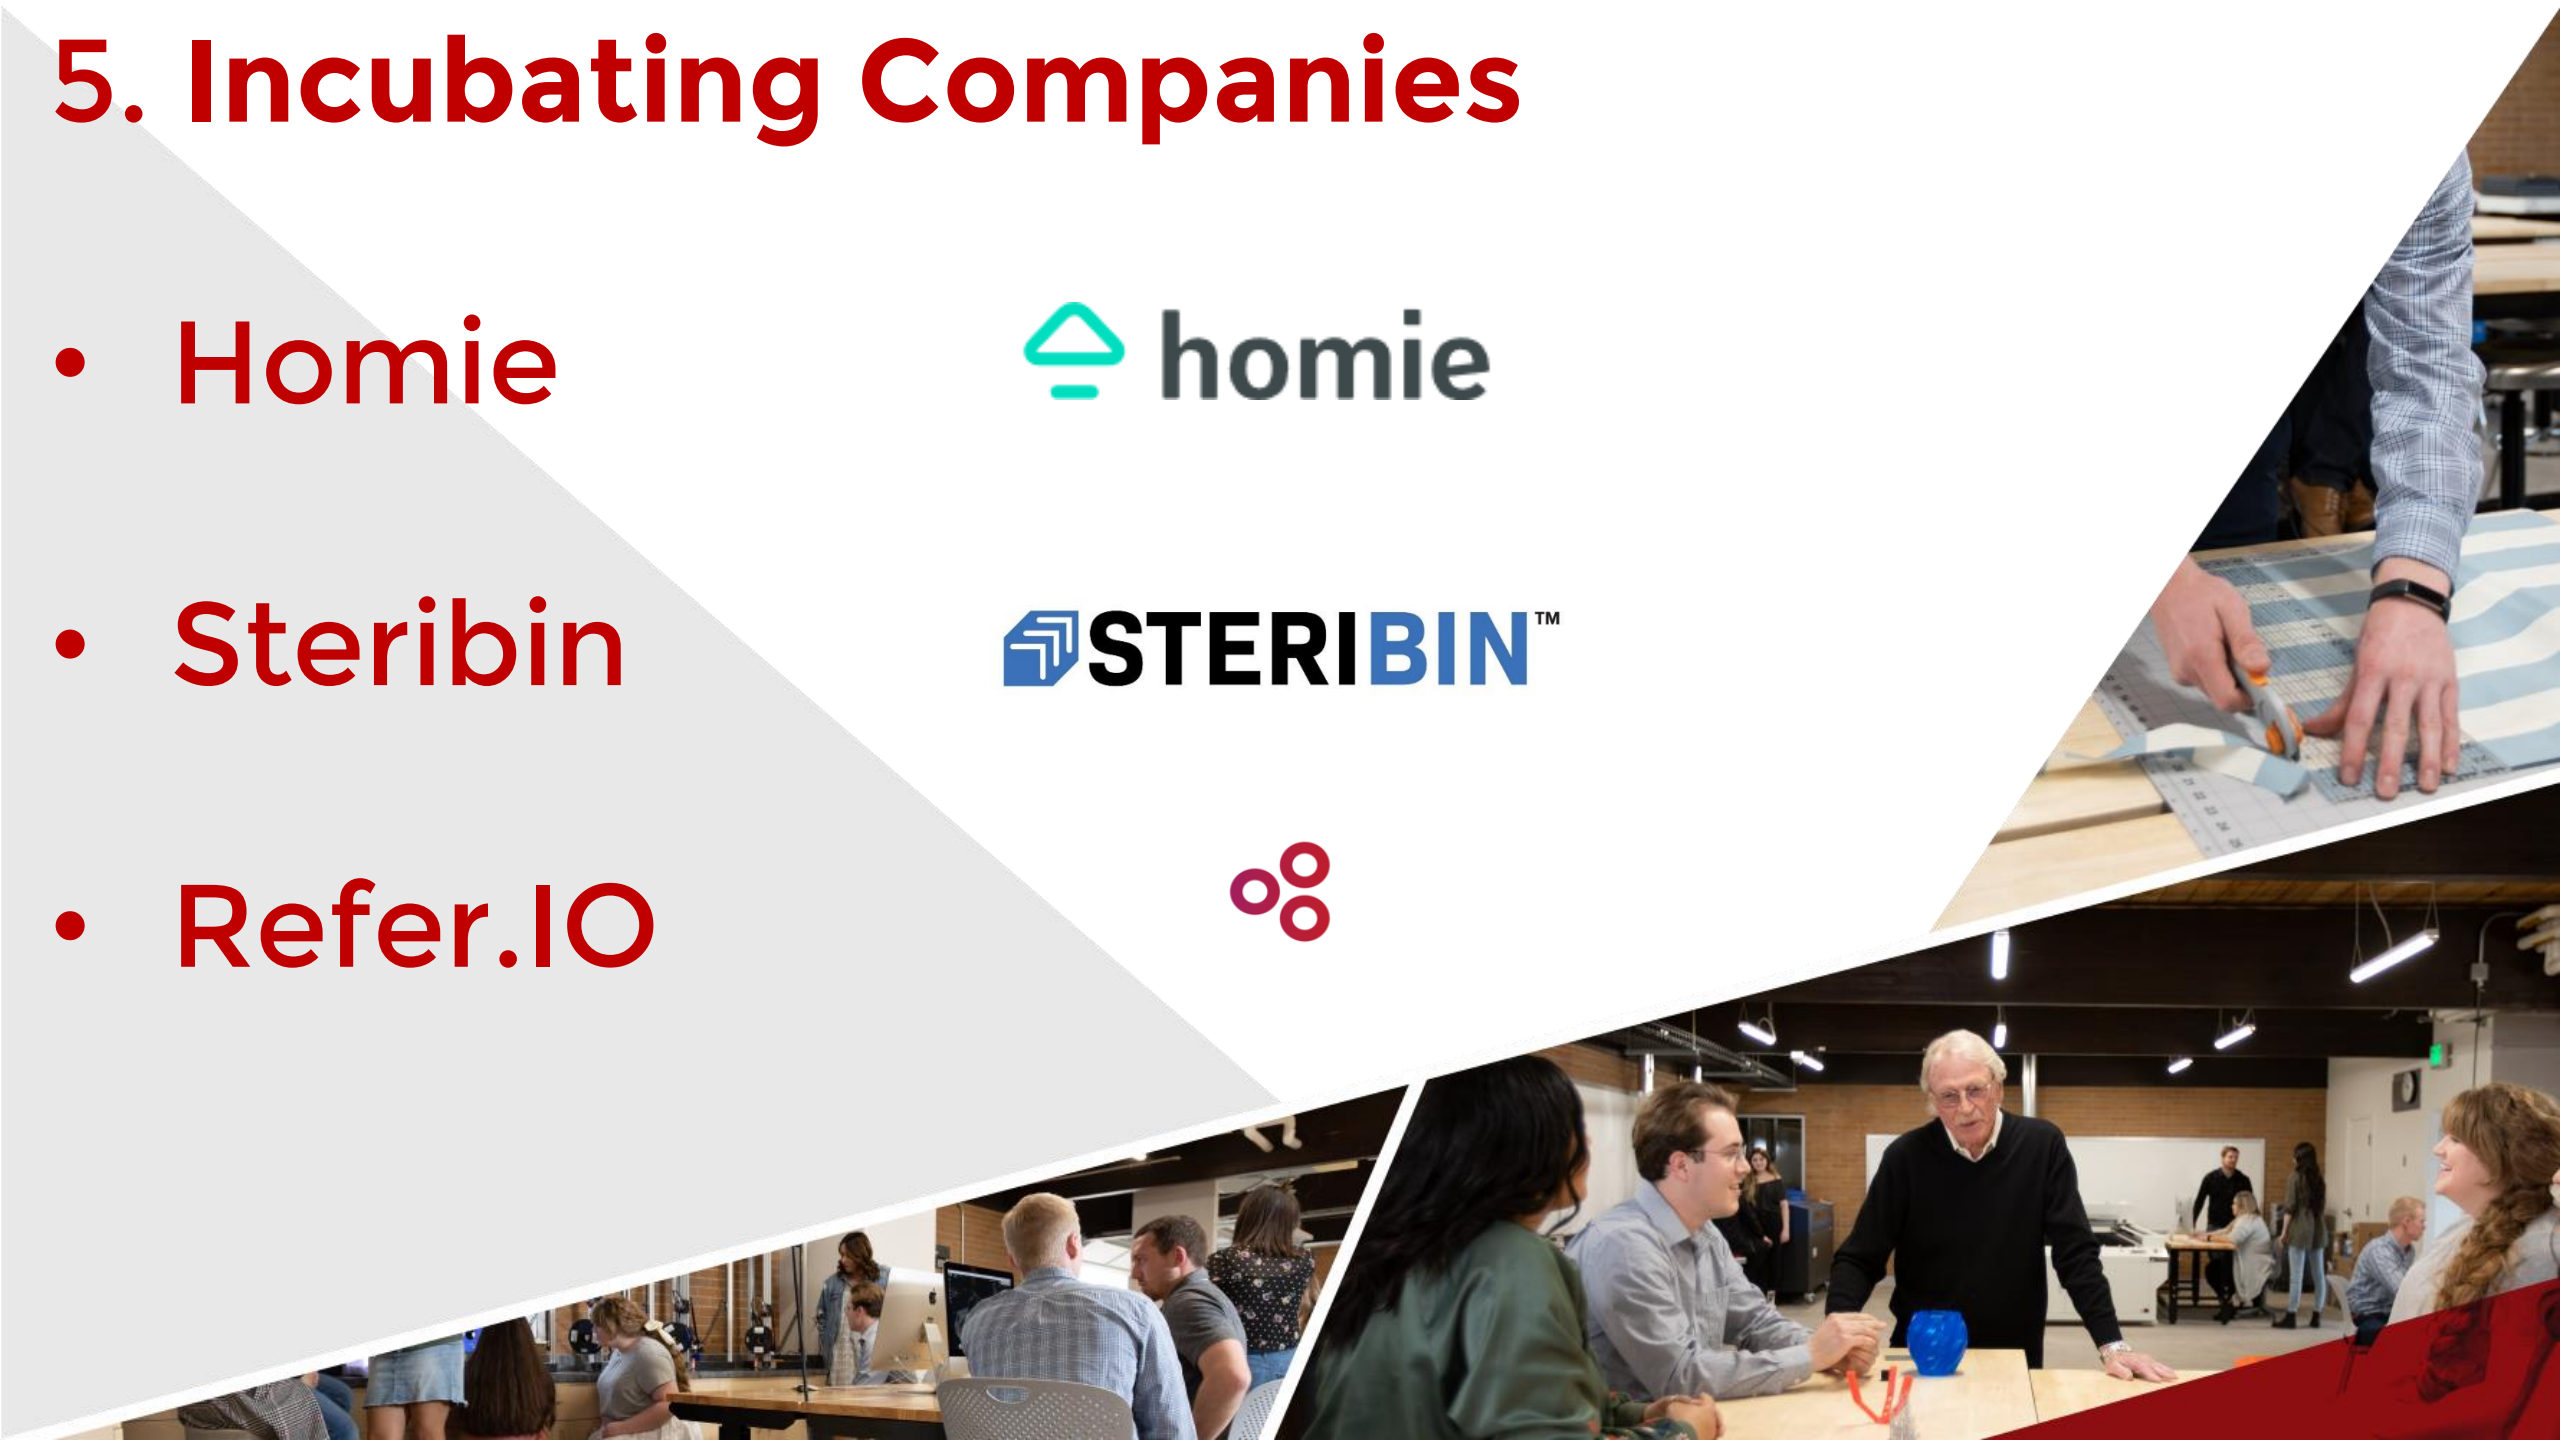 5. Incubating Companies
• Homie
homie
• Steribin
STERIBIN™
• Refer.IO